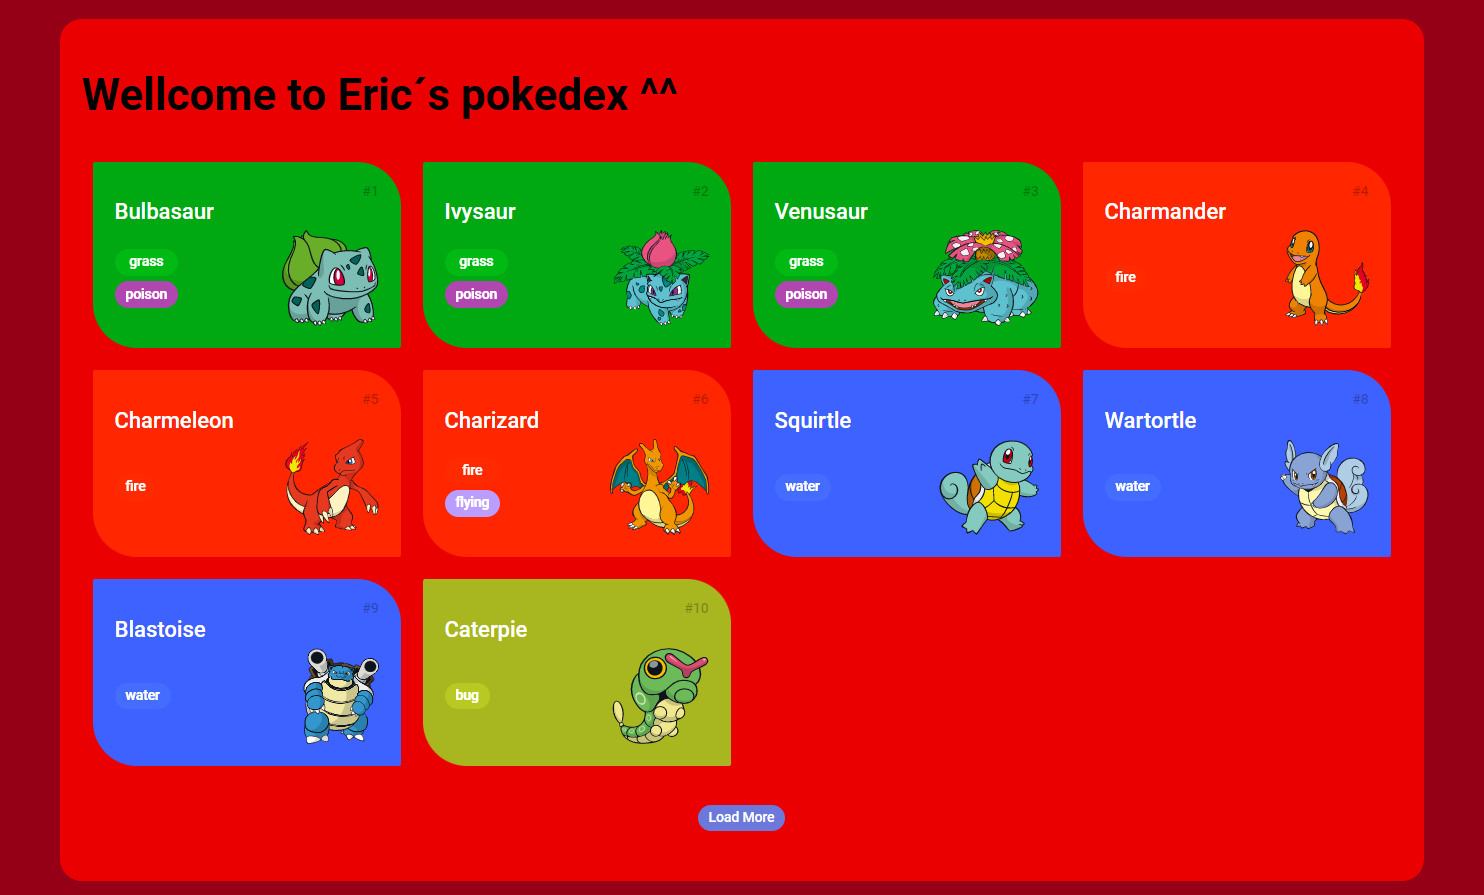 Wellcome to Eric´s pokedex ^^
#1
Bulbasaur
grass
poison
#2
Ivysaur
grass
poison
#3
Venusaur
grass
poison
#4
Charmander
fire
#5
Charmeleon
fire
#6
Charizard
fire
flying
#7
Squirtle
water
#8
Wartortle
water
#9
Blastoise
water
#10
Caterpie
bug
Load More